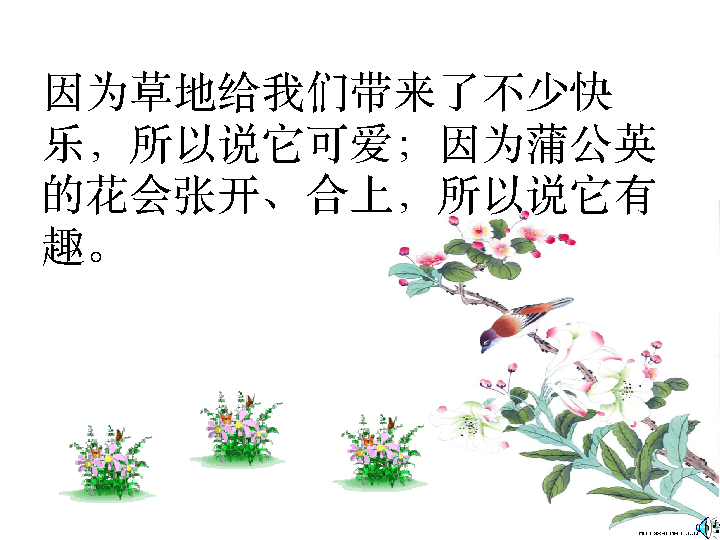 因为草地给我们带来了不少快
乐，所以说它可爱；因为蒲公英
的花会张开、合上，所以说它有
趣。